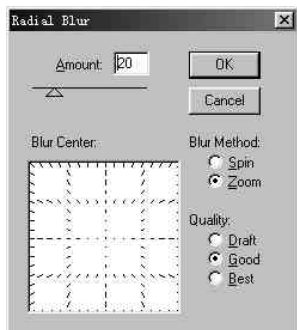 Radial Blur
Amount: 20
OK
Cancel
Blur Center:
Blur Method:
Spin
Zoom
Quality:
Draft
Good
Best